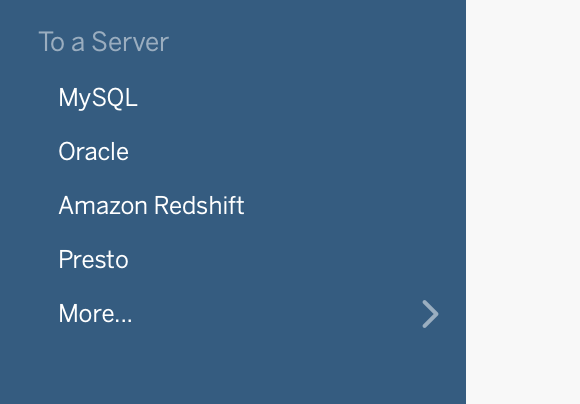 To a Server
MySQL
Oracle
Amazon Redshift
Presto
More...